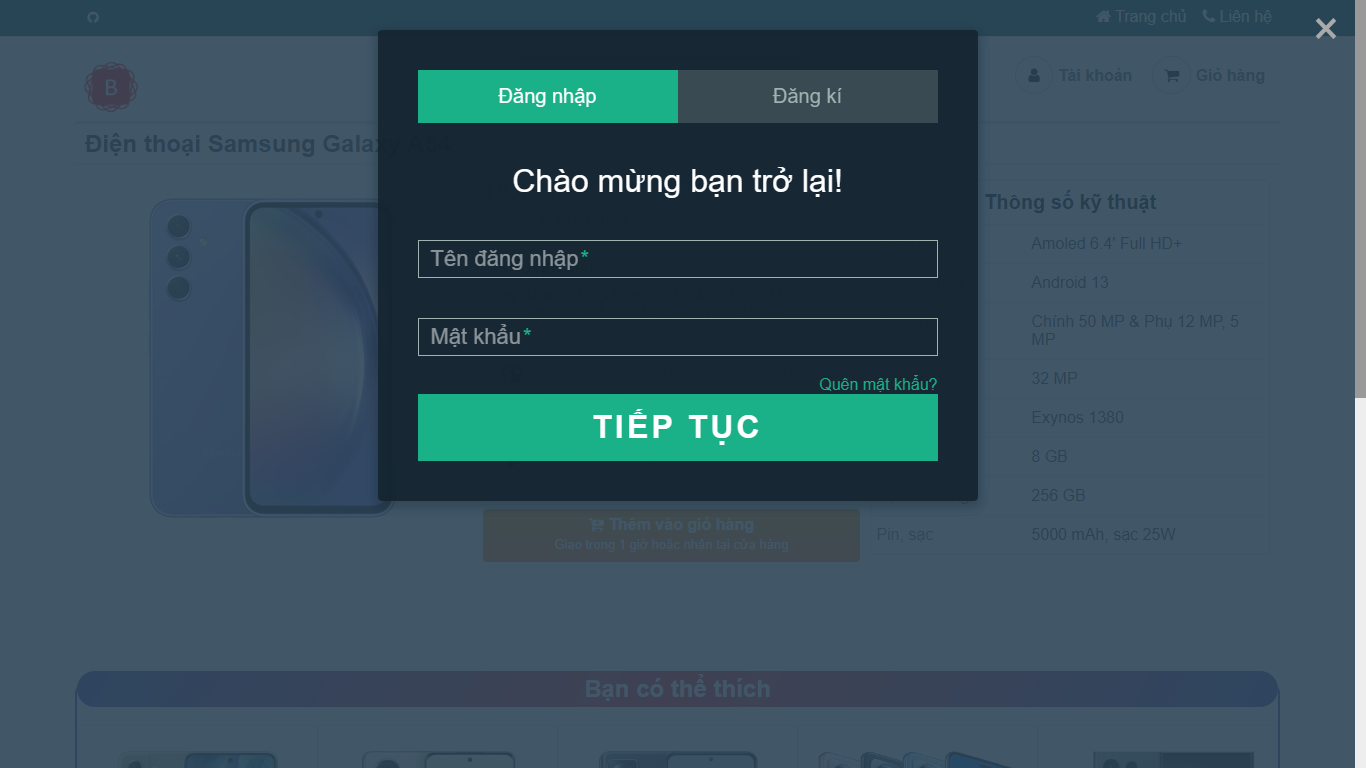 Trang chủ
Liên hệ
B
Tài khoản
Giỏ hàng
Đăng nhập
Đăng kí
Điện thoại Samsung Galaxy A54
Chào mừng bạn trở lại!
Thông số kỹ thuật
Tên đăng nhập*
Amoled 6.4' Full HD+
Android 13
Mật khẩu*
Chính 50 MP & Phụ 12 MP, 5
MP
Quên mật khẩu?
32 MP
TIẾP TỤC
Exynos 1380
8 GB
256 GB
Thêm vào giỏ hàng
Giao trong 1 giờ hoặc nhận tại cửa hàng
Pin, sạc
5000 mAh, sạc 25W
Bạn có thể thích